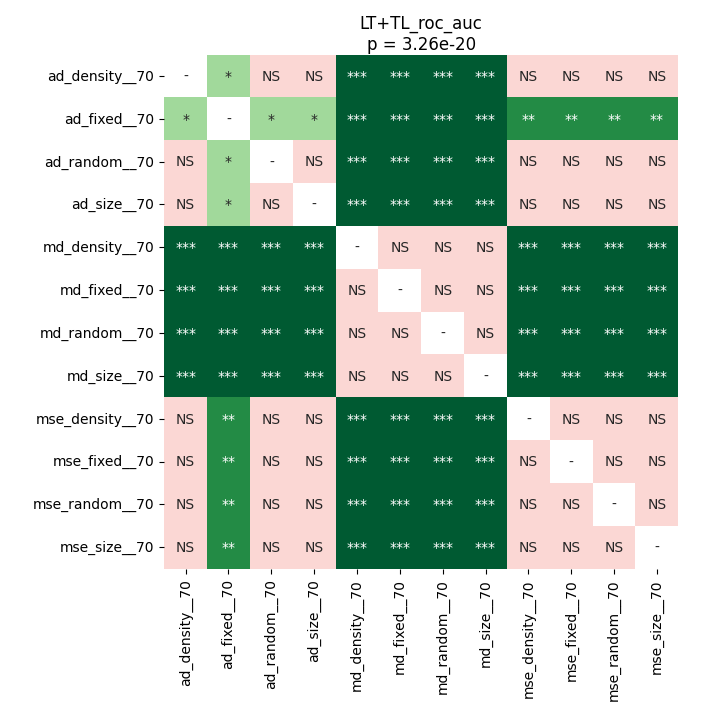 LT+TL_roc_auc
p = 3.26e-20
ad_density__70 - * NS NS *** *** *** *** NS NS NS NS
ad_fixed__70 * - * * *** *** *** *** ** ** ** **
ad_random__70 NS * - NS *** *** *** *** NS NS NS NS
ad_size__70 NS * NS - *** *** *** *** NS NS NS NS
md_density__70 *** *** *** *** - NS NS NS *** *** *** ***
md_fixed__70 *** *** *** *** NS - NS NS *** *** *** ***
md_random__70 *** *** *** *** NS NS - NS *** *** *** ***
md_size__70 *** *** *** *** NS NS NS - *** *** *** ***
mse_density__70 NS ** NS NS *** *** *** *** - NS NS NS
mse_fixed__70 NS ** NS NS *** *** *** *** NS - NS NS
mse_random__70 NS ** NS NS *** *** *** *** NS NS - NS
mse_size__70 NS ** NS NS *** *** *** *** NS NS NS -
ad_density__70
ad_fixed__70
ad_random__70
ad_size__70
md_density__70
md_fixed__70
md_random__70
md_size__70
mse_density__70
mse_fixed__70
mse_random__70
mse_size__70